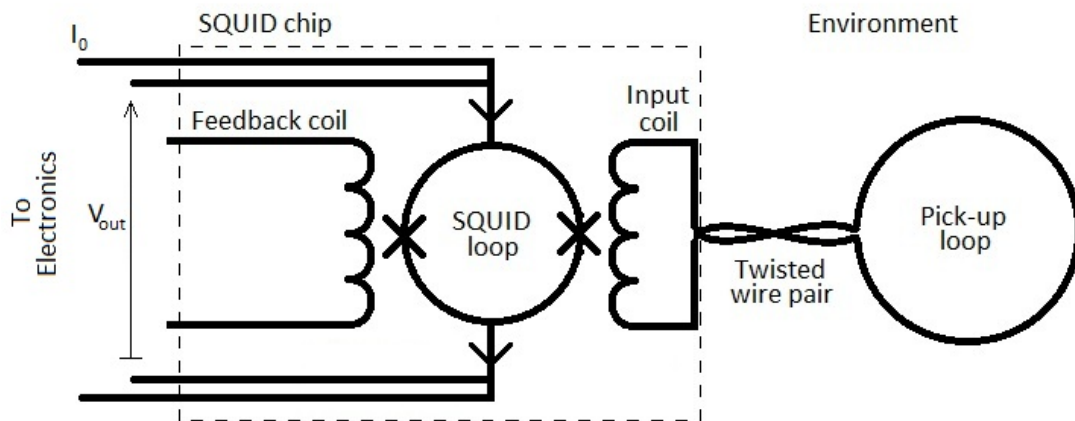 SQUID chip
Environment
I₀
Feedback coil
Input
coil
To
Electronics
Vout
SQUID
loop
Pick-up
loop
Twisted
wire pair